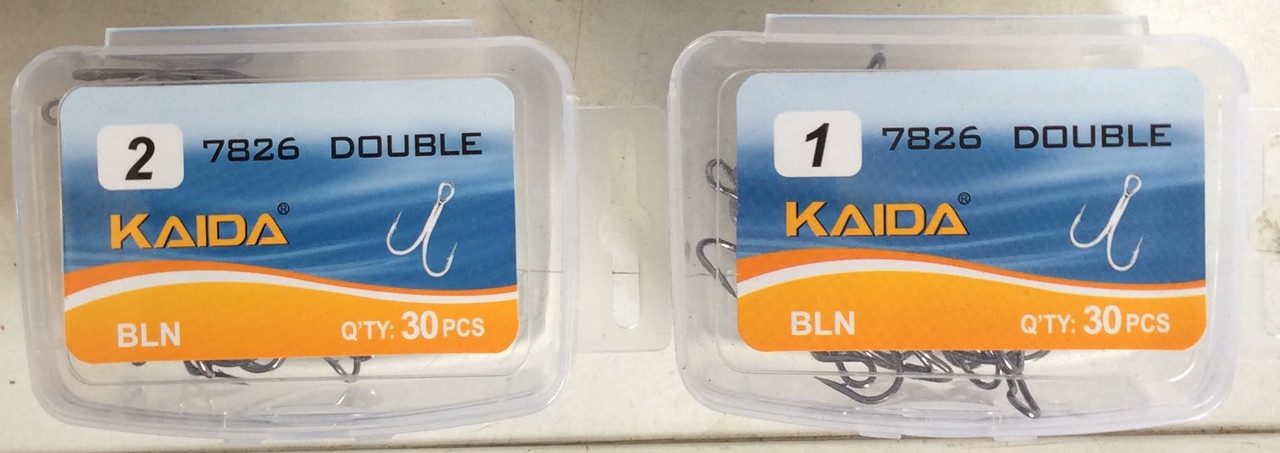 2 7826 DOUBLE
KAIDA®
BLN Q'TY: 30 PCS
1 7826 DOUBLE
KAIDA®
BLN Q'TY: 30 PCS